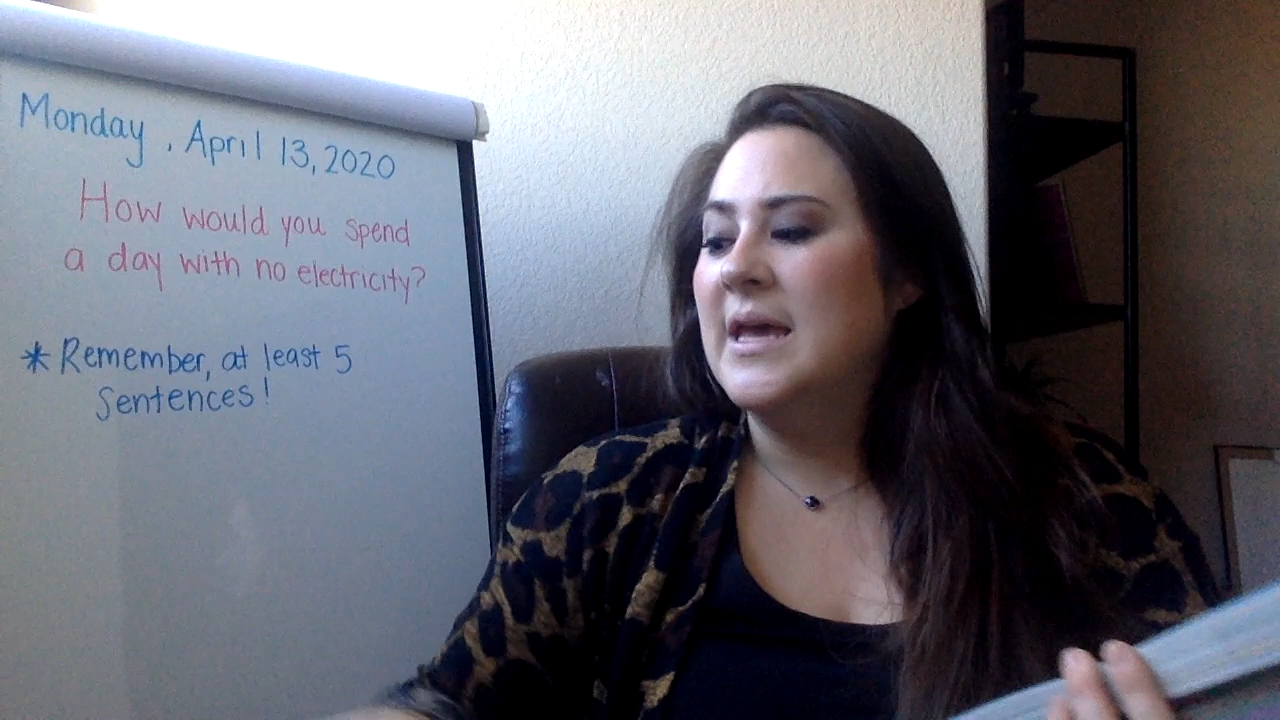 Monday, April 13, 2020
How would you spend
a day with no electricity?
* Remember, at least 5
Sentences!